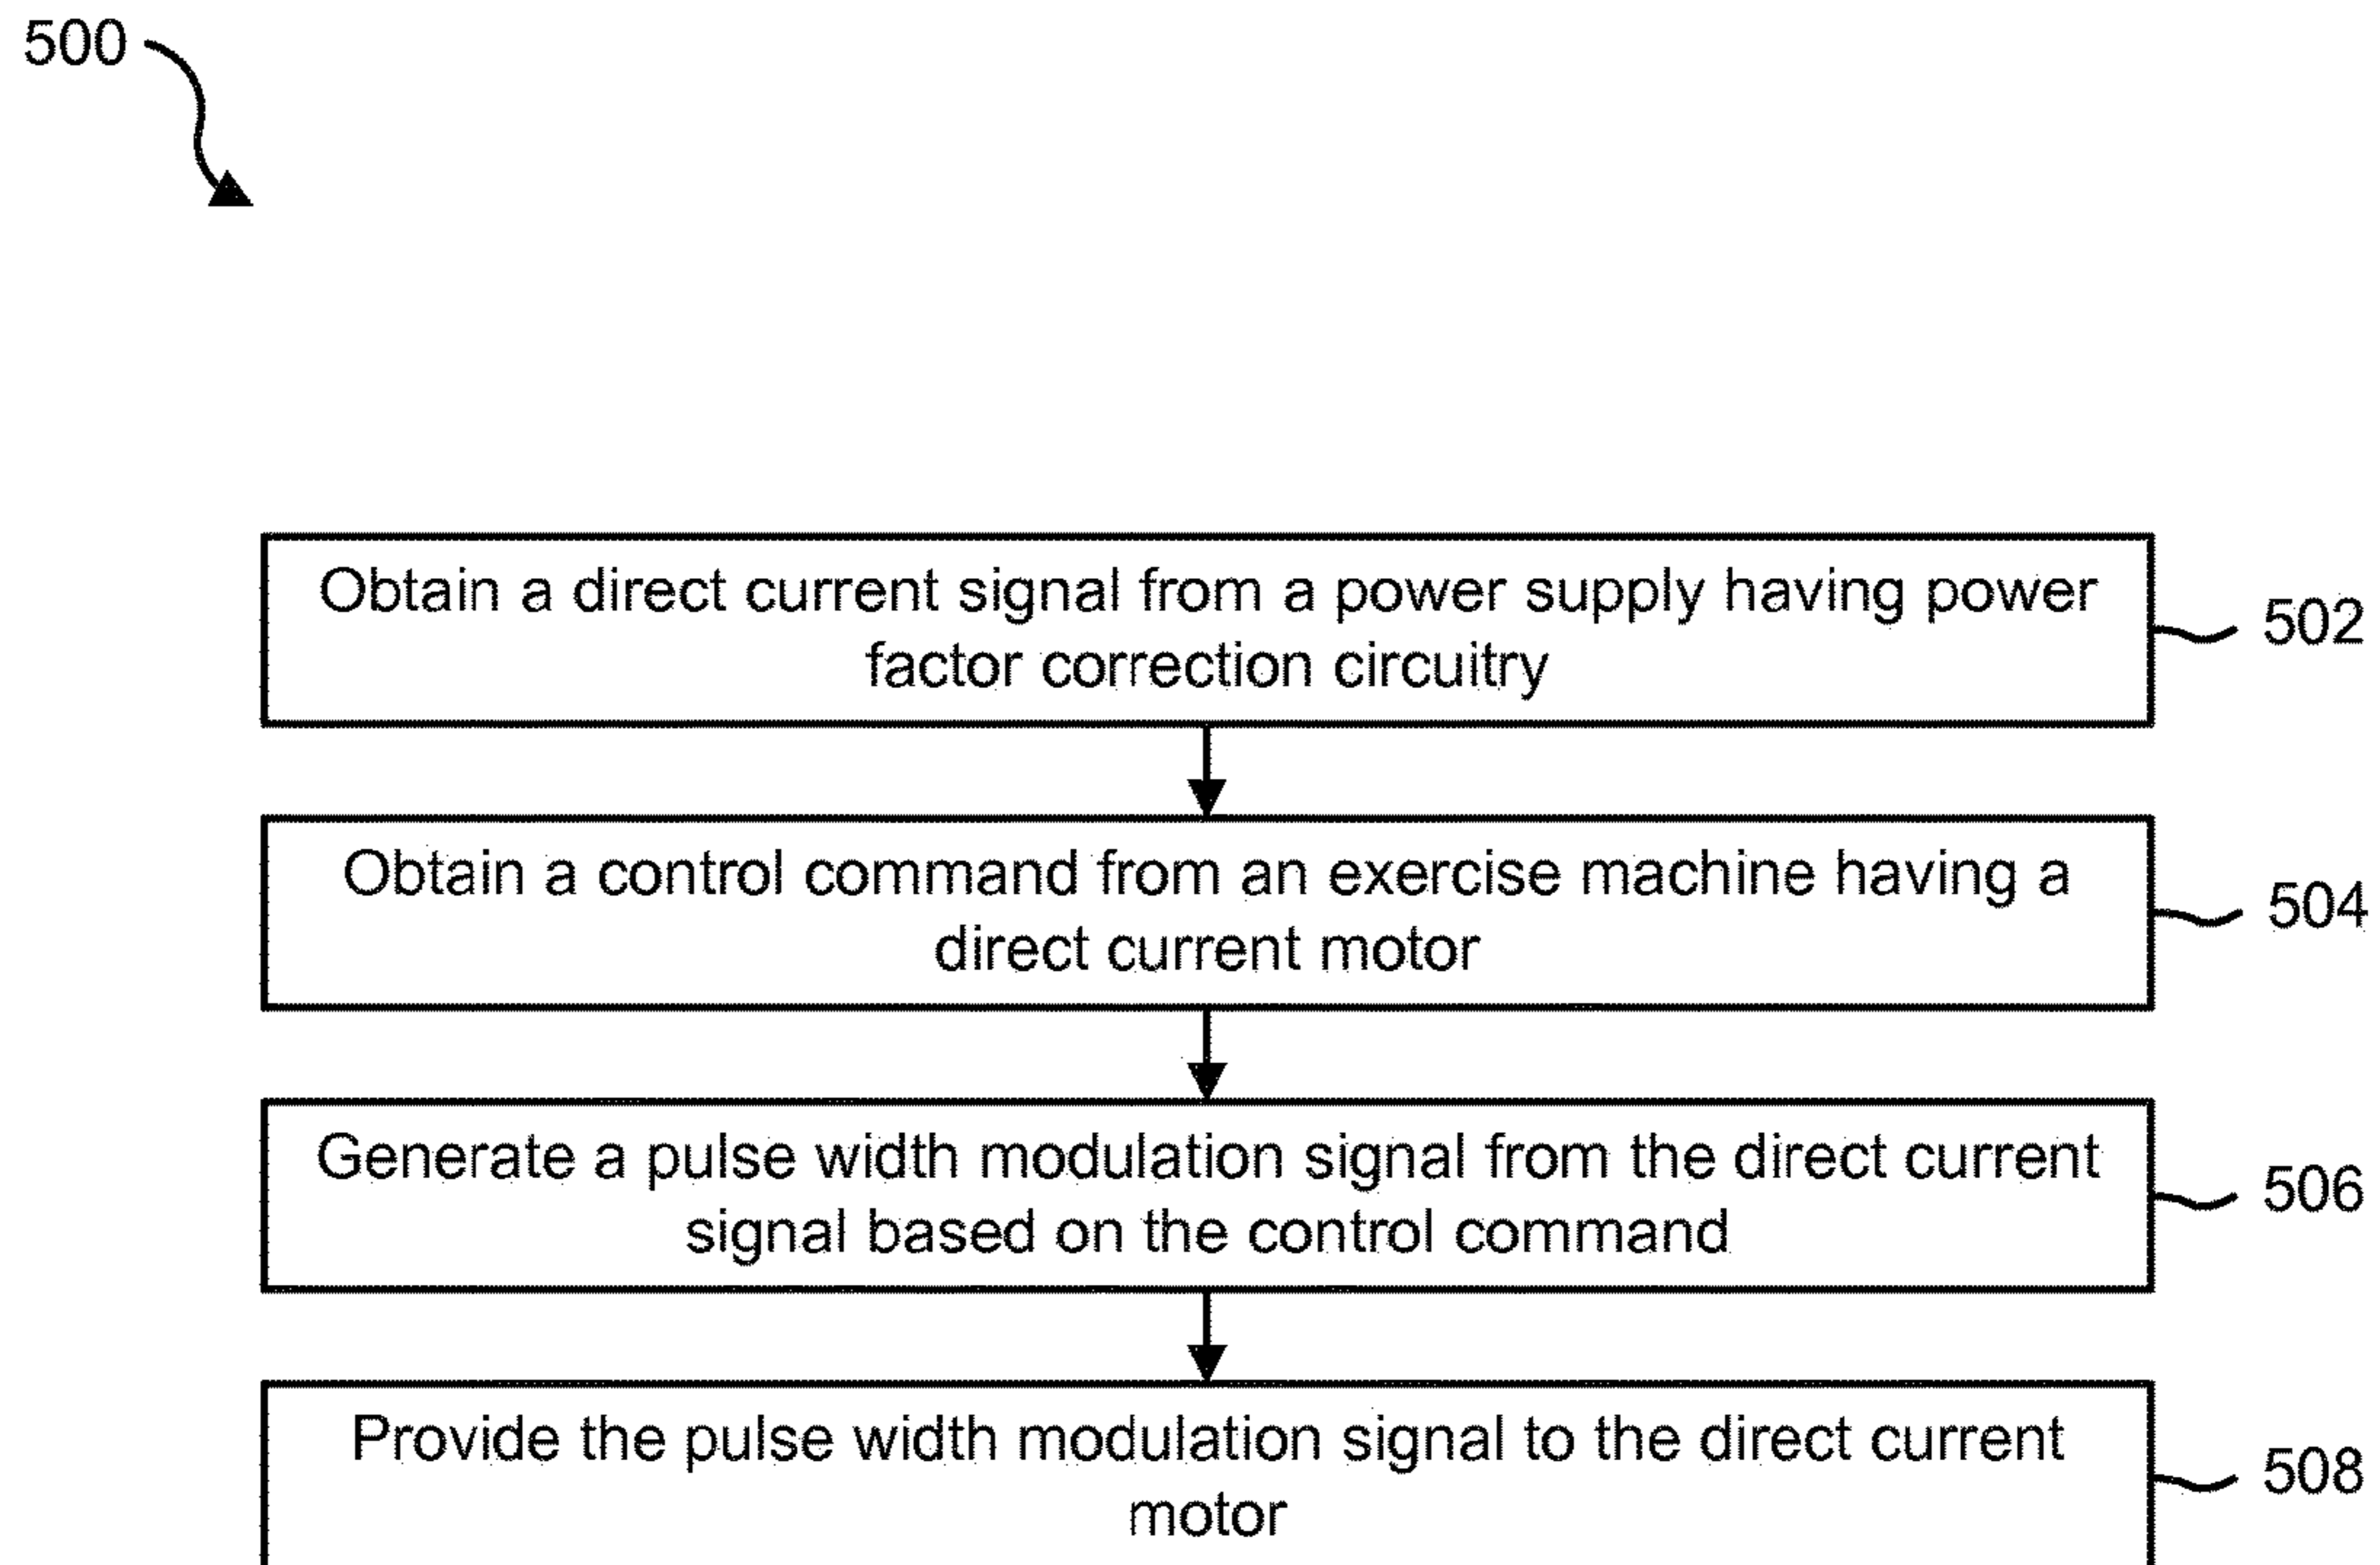 500
Obtain a direct current signal from a power supply having power
factor correction circuitry
502
Obtain a control command from an exercise machine having a
direct current motor
504
Generate a pulse width modulation signal from the direct current
signal based on the control command
506
Provide the pulse width modulation signal to the direct current
motor
508